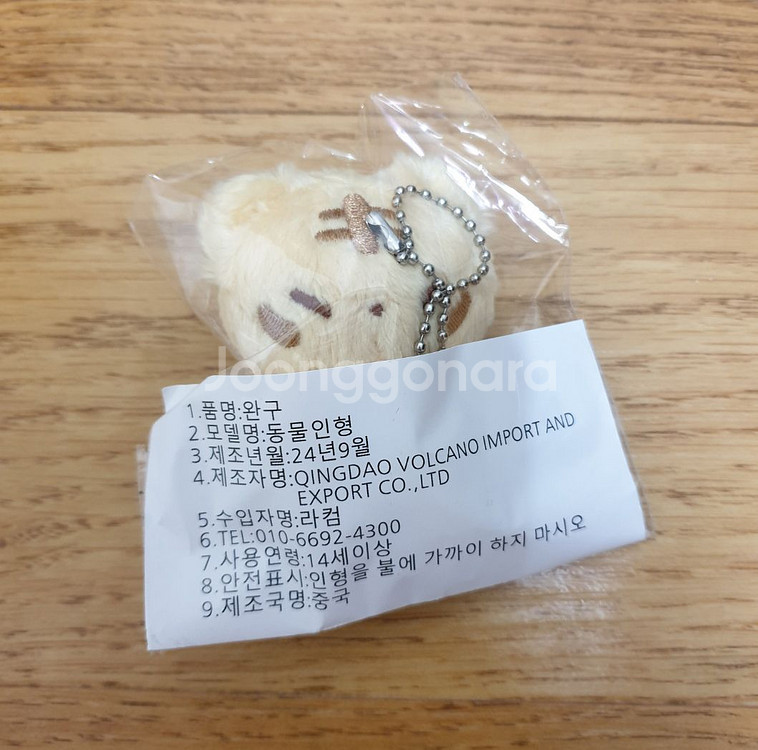 Joonggonara
1.품명:완구
2.모델명:동물인형
3.제조년월:24년9월
4.제조자명:QINGDAO VOLCANO IMPORT AND
EXPORT CO.,LTD
5.수입자명:라컴
6.TEL:010-6692-4300
7.사용연령:14세이상
8.안전표시:인형을 불에 가까이 하지 마시오
9.제조국명:중국